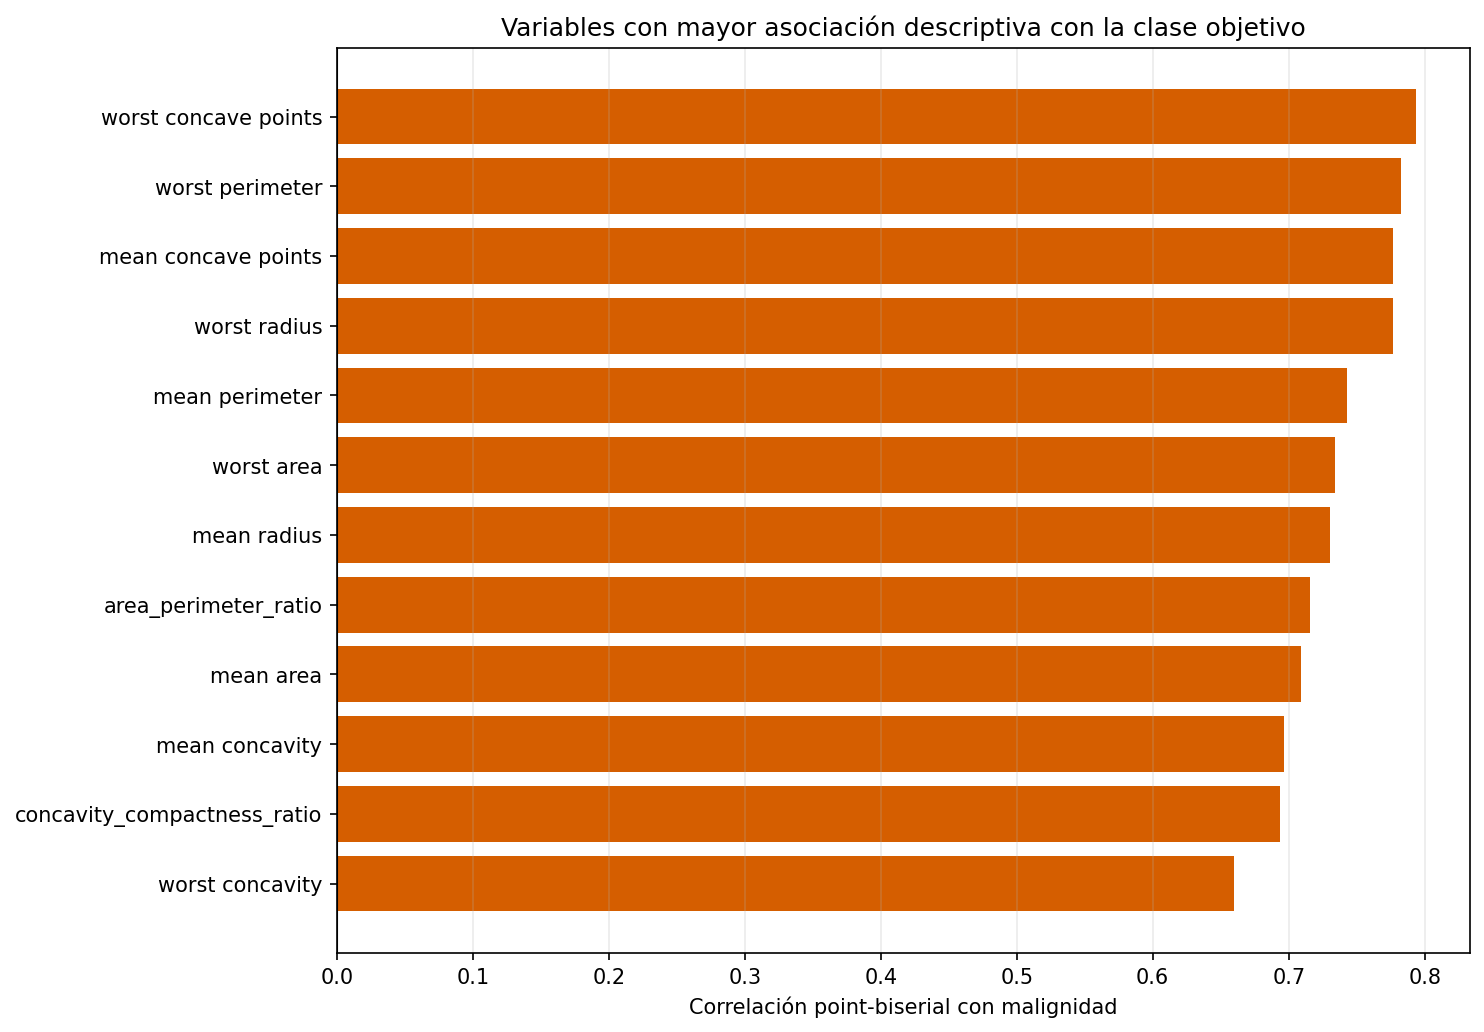 Variables con mayor asociación descriptiva con la clase objetivo
worst concave points
worst perimeter
mean concave points
worst radius
mean perimeter
worst area
mean radius
area_perimeter_ratio
mean area
mean concavity
concavity_compactness_ratio
worst concavity
0.0 0.1 0.2 0.3 0.4 0.5 0.6 0.7 0.8
Correlación point-biserial con malignidad